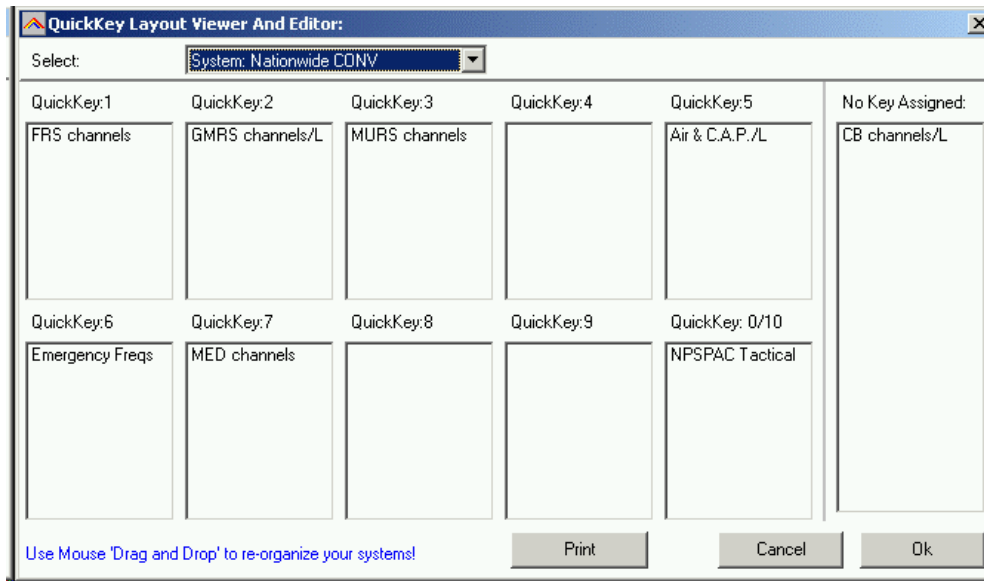 QuickKey Layout Viewer And Editor:
Select:
System: Nationwide CONV
QuickKey:1
QuickKey:2
QuickKey:3
QuickKey:4
QuickKey:5
No Key Assigned:
FRS channels
GMRS channels/L
MURS channels
Air & C.A.P./L
CB channels/L
QuickKey:6
QuickKey:7
QuickKey:8
QuickKey:9
QuickKey: 0/10
Emergency Freqs
MED channels
NPSPAC Tactical
Use Mouse 'Drag and Drop' to re-organize your systems!
Print
Cancel
Ok